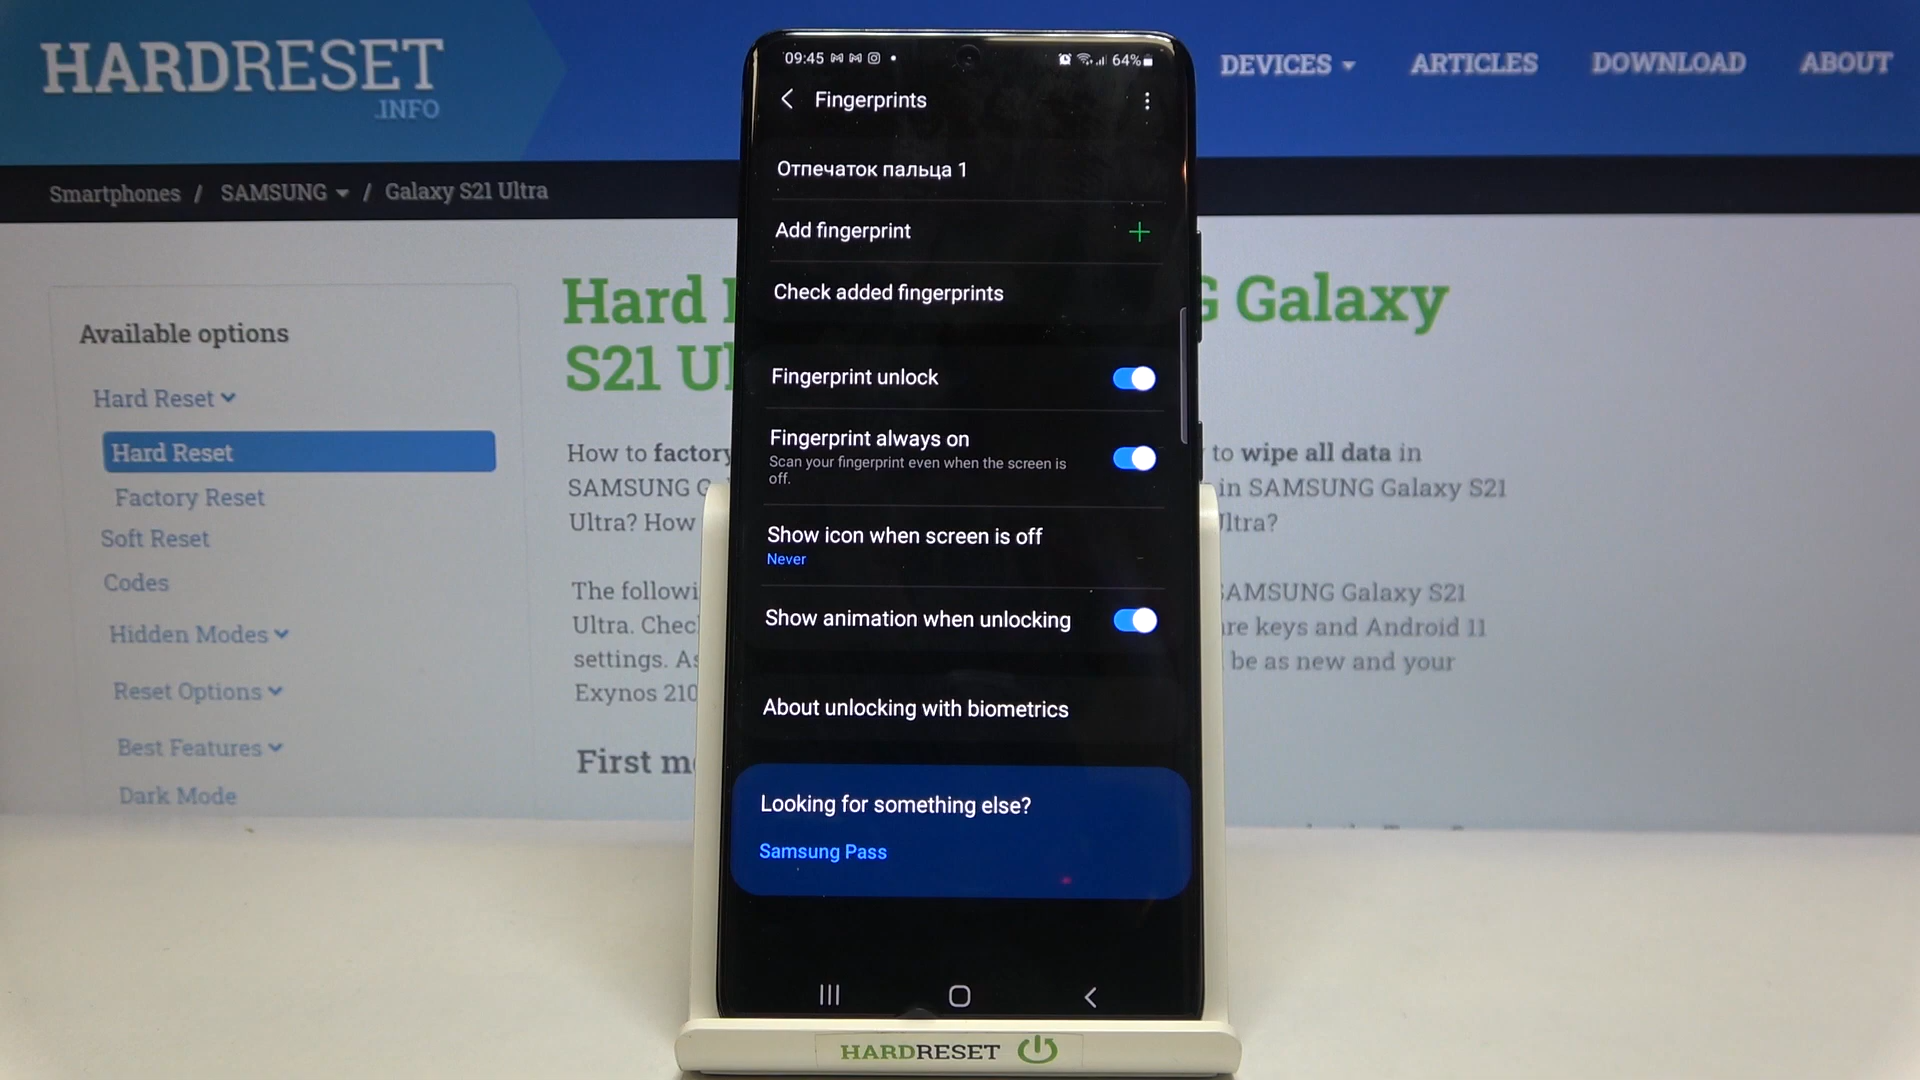 HARDRESET
.INFO
DEVICES
ARTICLES
DOWNLOAD
ABOUT
Smartphones / SAMSUNG / Galaxy S21 Ultra
Available options
Hard Reset
Hard Reset
Factory Reset
Soft Reset
Codes
Hidden Modes
Reset Options
Best Features
Dark Mode
Hard
G Galaxy
S21 Ul
How to factory
to wipe all data in
SAMSUNG G
in SAMSUNG Galaxy S21
Ultra? How
Ultra?
The followi
SAMSUNG Galaxy S21
Ultra. Chec
re keys and Android 11
settings. As
be as new and your
Exynos 210
First m
09:45
64%
Fingerprints
Отпечаток пальца 1
Add fingerprint
Check added fingerprints
Fingerprint unlock
Fingerprint always on
Scan your fingerprint even when the screen is
off.
Show icon when screen is off
Never
Show animation when unlocking
About unlocking with biometrics
Looking for something else?
Samsung Pass
HARDRESET